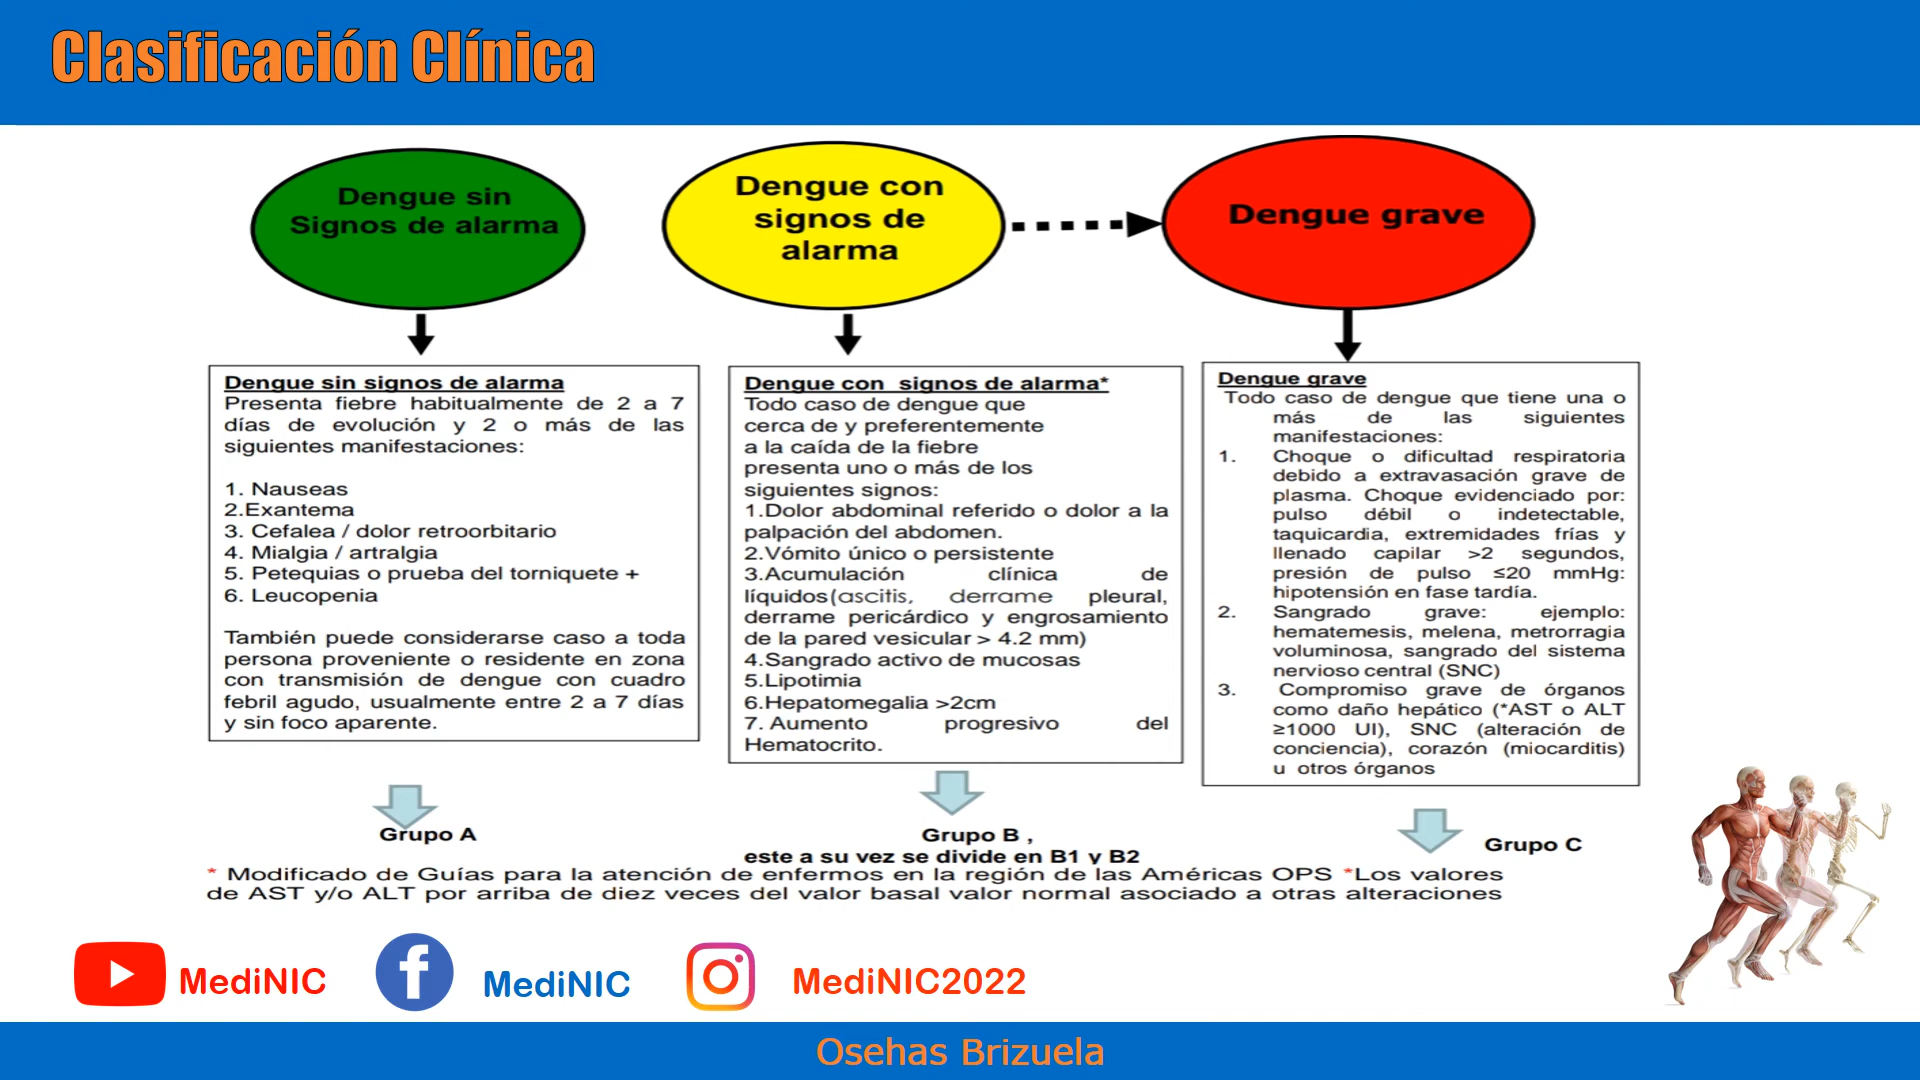 Clasificación Clínica
Dengue sin
Signos de alarma
Dengue con
signos de
alarma
Dengue grave
Dengue sin signos de alarma
Presenta fiebre habitualmente de 2 a 7
días de evolución y 2 o más de las
siguientes manifestaciones:
1. Nauseas
2.Exantema
3. Cefalea / dolor retroorbitario
4. Mialgia / artralgia
5. Petequias o prueba del torniquete +
6. Leucopenia
También puede considerarse caso a toda
persona proveniente o residente en zona
con transmisión de dengue con cuadro
febril agudo, usualmente entre 2 a 7 días
y sin foco aparente.
Dengue con signos de alarma*
Todo caso de dengue que
cerca de y preferentemente
a la caída de la fiebre
presenta uno o más de los
siguientes signos:
1.Dolor abdominal referido o dolor a la
palpación del abdomen.
2.Vómito único o persistente
3.Acumulación clínica de
líquidos(ascitis, derrame pleural,
derrame pericárdico y engrosamiento
de la pared vesicular > 4.2 mm)
4.Sangrado activo de mucosas
5.Lipotimia
6.Hepatomegalia >2cm
7. Aumento progresivo del
Hematocrito.
Dengue grave
Todo caso de dengue que tiene una o
más de las siguientes
manifestaciones:
1. Choque o dificultad respiratoria
debido a extravasación grave de
plasma. Choque evidenciado por:
pulso débil o indetectable,
taquicardia, extremidades frías y
llenado capilar >2 segundos,
presión de pulso ≤20 mmHg:
hipotensión en fase tardía.
2. Sangrado grave: ejemplo:
hematemesis, melena, metrorragia
voluminosa, sangrado del sistema
nervioso central (SNC)
3. Compromiso grave de órganos
como daño hepático (*AST o ALT
≥1000 UI), SNC (alteración de
conciencia), corazón (miocarditis)
u otros órganos
Grupo A
Grupo B ,
este a su vez se divide en B1 y B2
Grupo C
* Modificado de Guías para la atención de enfermos en la región de las Américas OPS *Los valores
de AST y/o ALT por arriba de diez veces del valor basal valor normal asociado a otras alteraciones
MediNIC
MediNIC
MediNIC2022
Osehas Brizuela